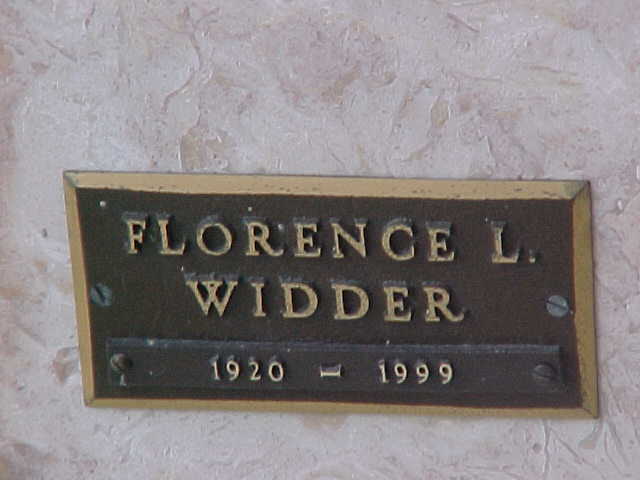 FLORENCE L.
WIDDER
1920 - 1999